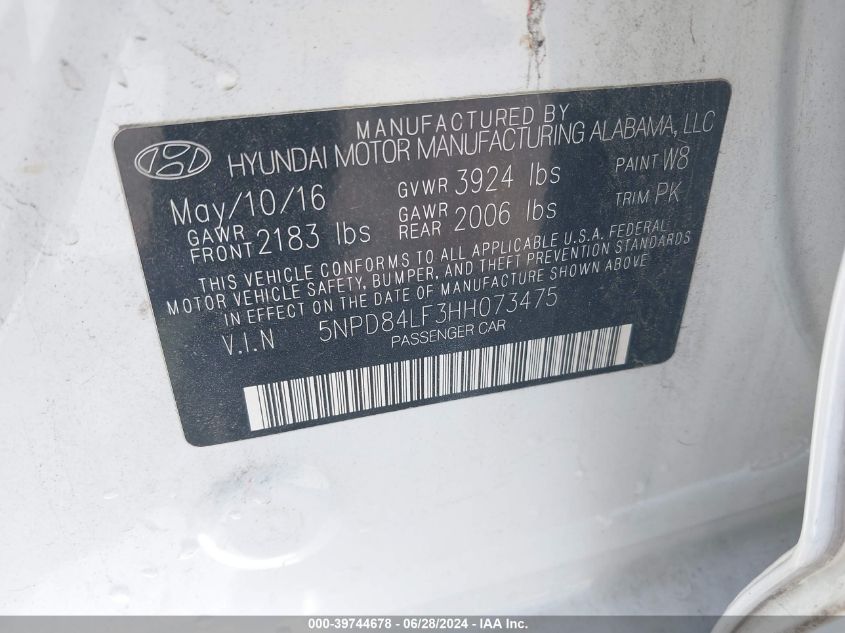 MANUFACTURED BY
HYUNDAI MOTOR MANUFACTURING ALABAMA, LLC
May/10/16 GVWR 3924 lbs PAINT W8
GAWR FRONT 2183 lbs GAWR REAR 2006 lbs TRIM PK
THIS VEHICLE CONFORMS TO ALL APPLICABLE U.S.A. FEDERAL
MOTOR VEHICLE SAFETY, BUMPER, AND THEFT PREVENTION STANDARDS
IN EFFECT ON THE DATE OF MANUFACTURE SHOWN ABOVE
V.I.N 5NPD84LF3HH073475
PASSENGER CAR
000-39744678 | 06/28/2024 | IAA Inc.